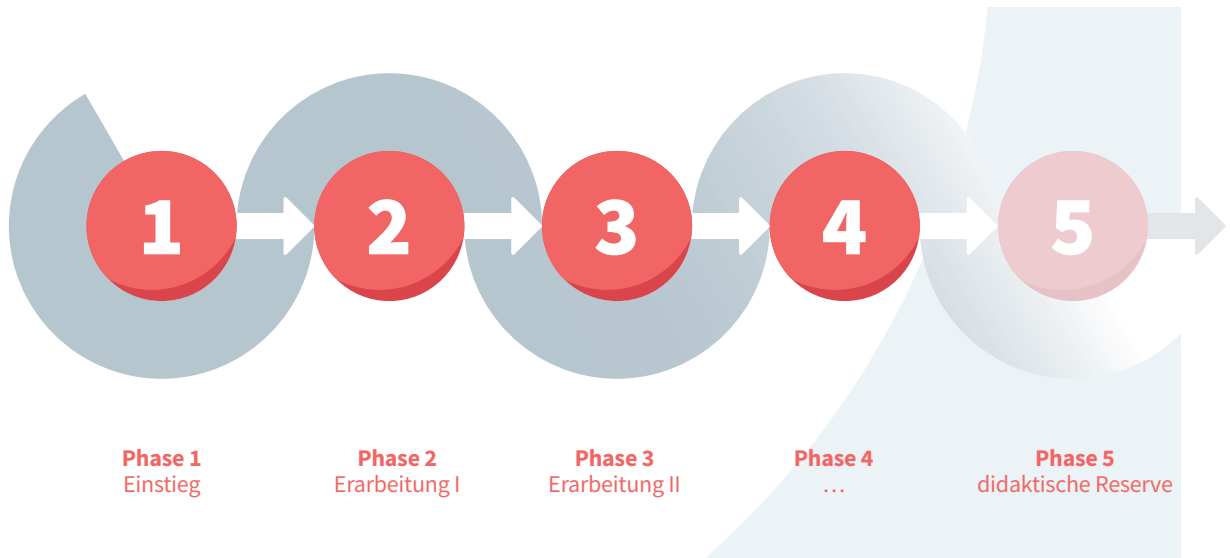 1
2
3
4
5
Phase 1
Einstieg
Phase 2
Erarbeitung I
Phase 3
Erarbeitung II
Phase 4
…
Phase 5
didaktische Reserve